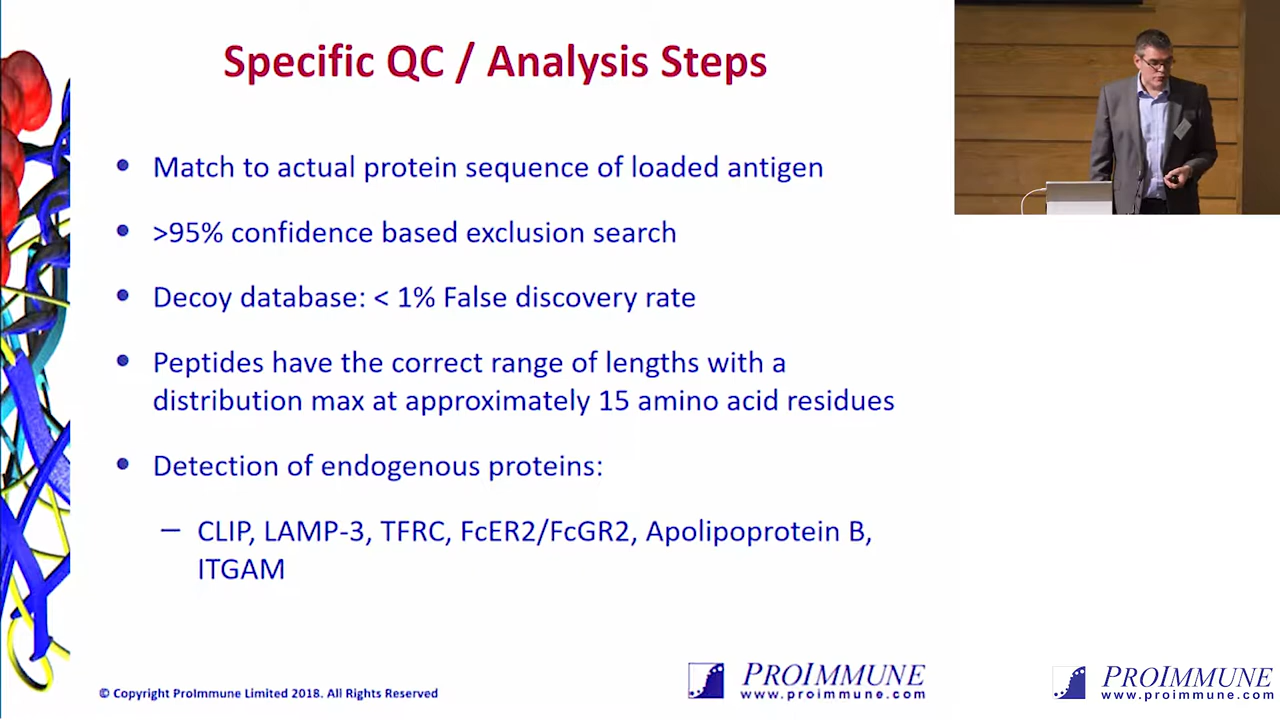 Specific QC / Analysis Steps
• Match to actual protein sequence of loaded antigen
• >95% confidence based exclusion search
• Decoy database: < 1% False discovery rate
• Peptides have the correct range of lengths with a
distribution max at approximately 15 amino acid residues
• Detection of endogenous proteins:
– CLIP, LAMP-3, TFRC, FcER2/FcGR2, Apolipoprotein B,
ITGAM
© Copyright ProImmune Limited 2018. All Rights Reserved
PROIMMUNE
www.proimmune.com
PROIMMUNE
www.proimmune.com